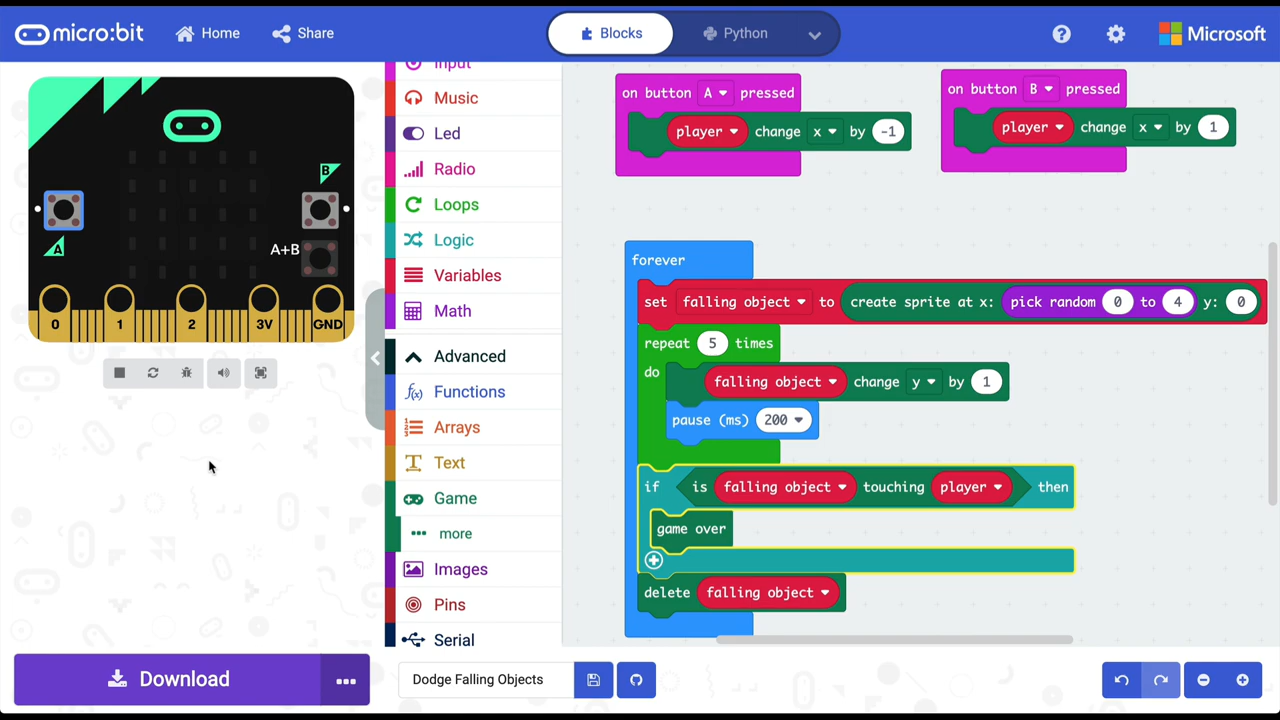 micro:bit Home Share Blocks Python Microsoft
Input
Music
Led
Radio
Loops
Logic
Variables
Math
Advanced
Functions
Arrays
Text
Game
more
Images
Pins
Serial
B
A
A+B
0 1 2 3V GND
Download
Dodge Falling Objects
on button A pressed
player change x by -1
on button B pressed
player change x by 1
forever
set falling object to create sprite at x: pick random 0 to 4 y: 0
repeat 5 times
do falling object change y by 1
pause (ms) 200
if is falling object touching player then
game over
delete falling object